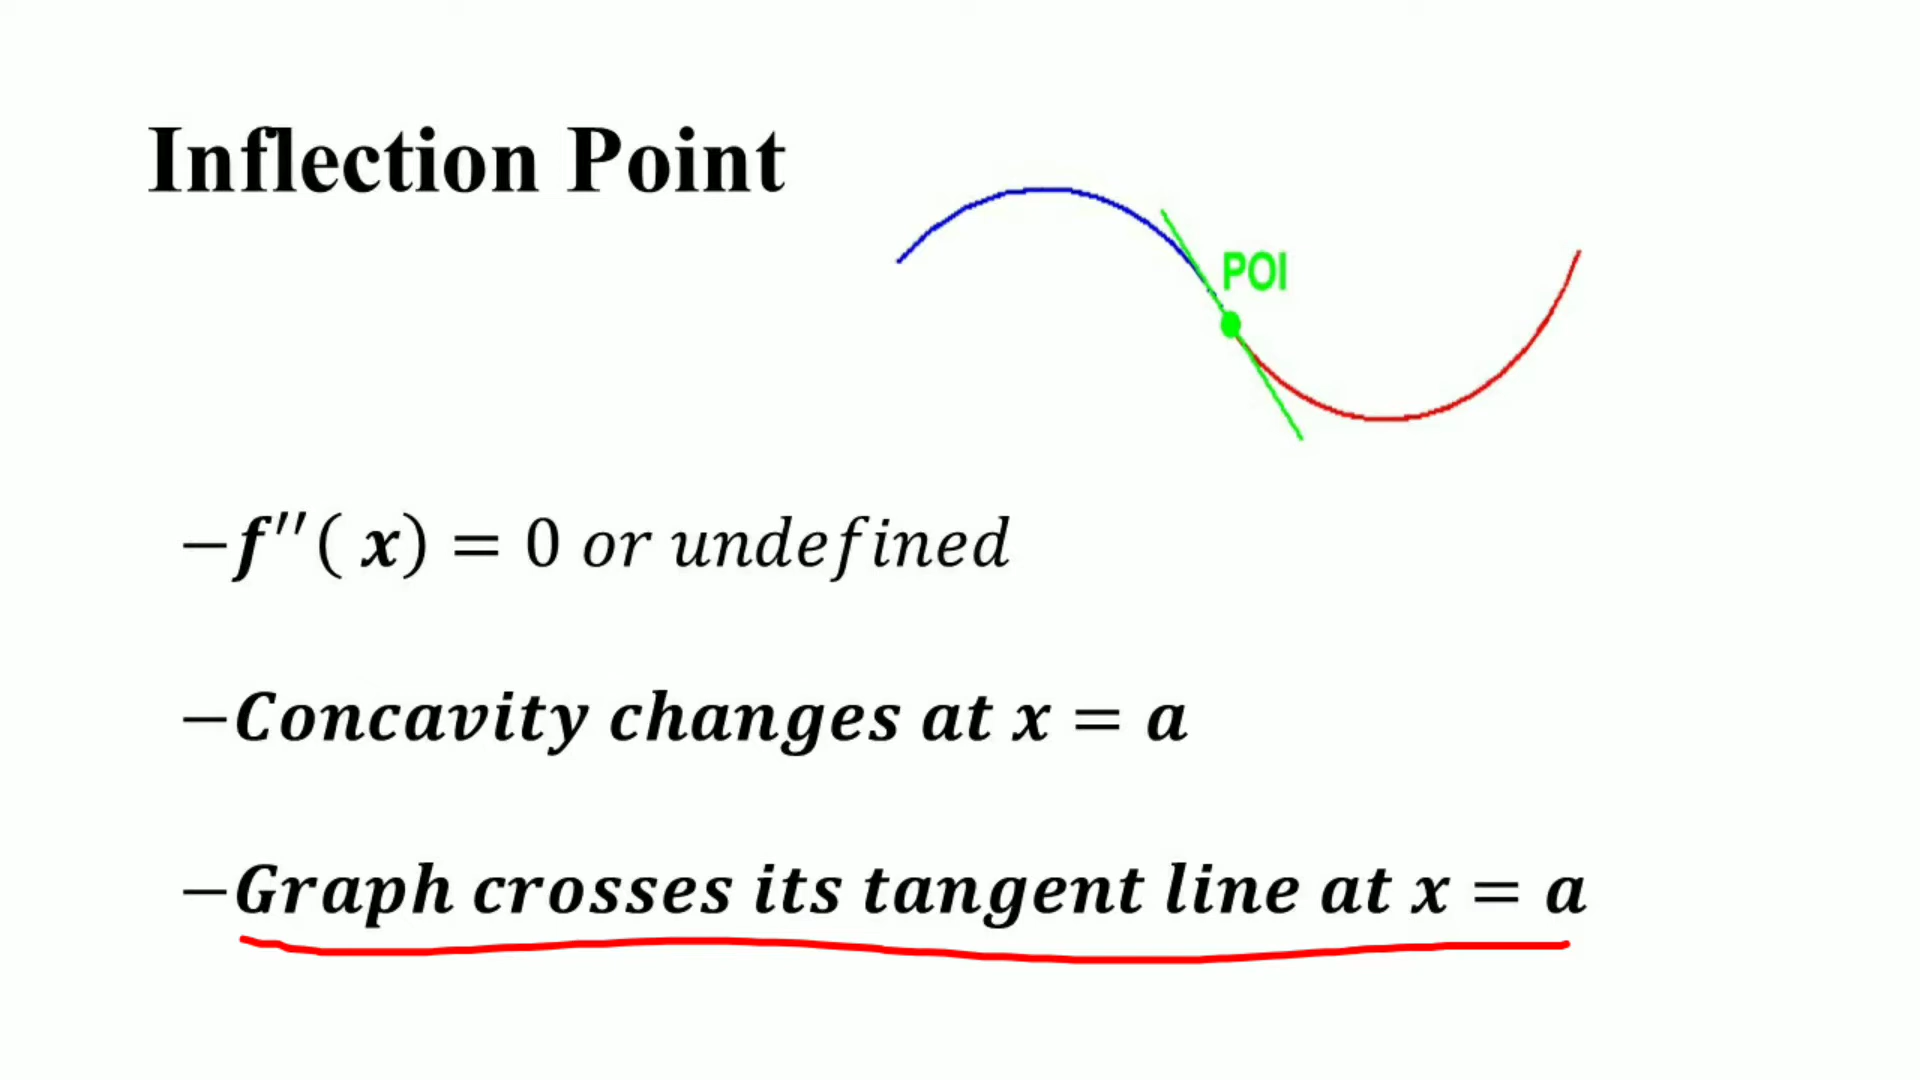 Inflection Point
POI
−f′′( x) = 0 or undefined
−Concavity changes at x = a
−Graph crosses its tangent line at x = a